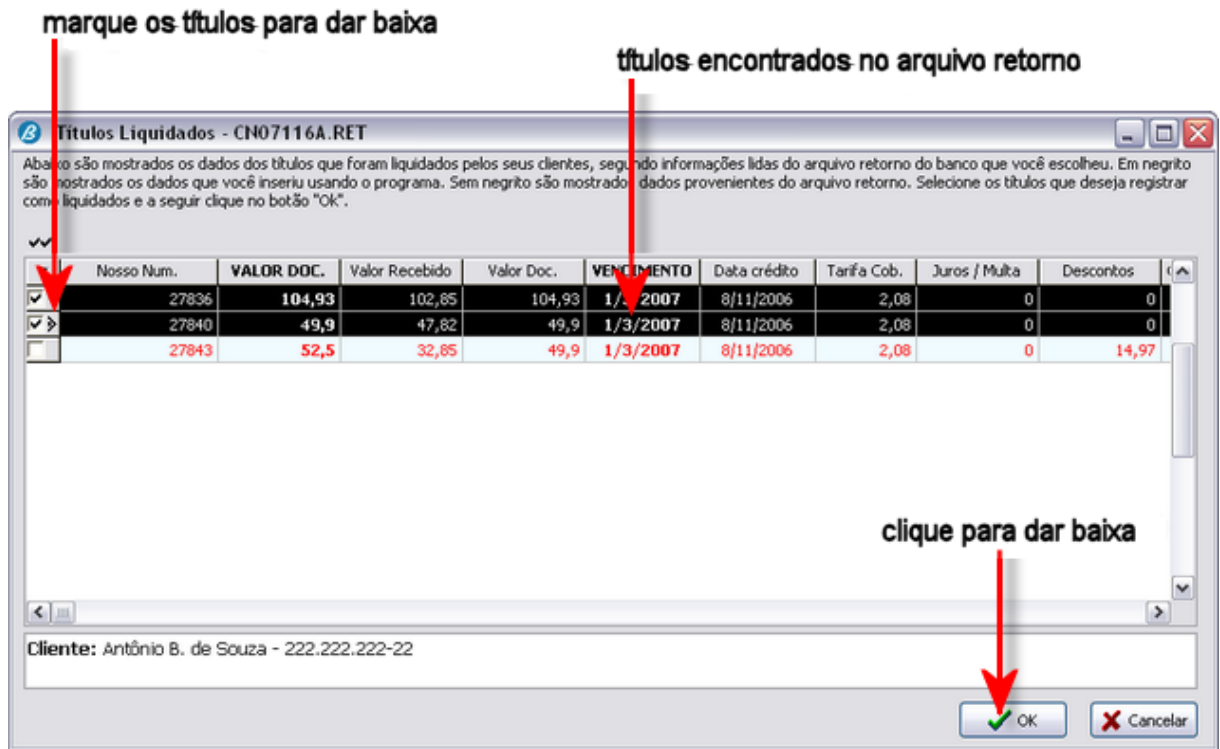 marque os títulos para dar baixa
títulos encontrados no arquivo retorno
Títulos Liquidados - CN07116A.RET
Abaixo são mostrados os dados dos títulos que foram liquidados pelos seus clientes, segundo informações lidas do arquivo retorno do banco que você escolheu. Em negrito
são mostrados os dados que você inseriu usando o programa. Sem negrito são mostrados dados provenientes do arquivo retorno. Selecione os títulos que deseja registrar
como liquidados e a seguir clique no botão "Ok".
Nosso Num. VALOR DOC. Valor Recebido Valor Doc. VENCIMENTO Data crédito Tarifa Cob. Juros / Multa Descontos
27836 104,93 102,85 104,93 1/3/2007 8/11/2006 2,08 0 0
27840 49,9 47,82 49,9 1/3/2007 8/11/2006 2,08 0 0
27843 52,5 32,85 49,9 1/3/2007 8/11/2006 2,08 0 14,97
clique para dar baixa
Cliente: Antônio B. de Souza - 222.222.222-22
OK Cancelar